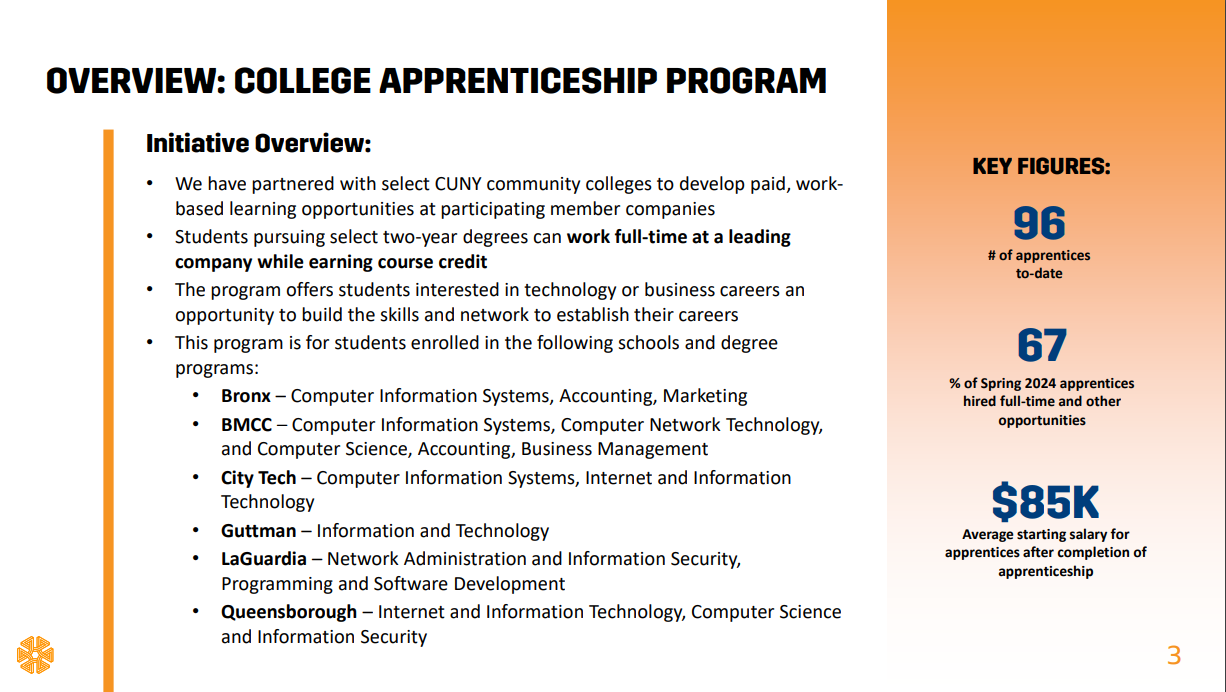 OVERVIEW: COLLEGE APPRENTICESHIP PROGRAM
Initiative Overview:
• We have partnered with select CUNY community colleges to develop paid, work-
based learning opportunities at participating member companies
• Students pursuing select two-year degrees can work full-time at a leading
company while earning course credit
• The program offers students interested in technology or business careers an
opportunity to build the skills and network to establish their careers
• This program is for students enrolled in the following schools and degree
programs:
• Bronx – Computer Information Systems, Accounting, Marketing
• BMCC – Computer Information Systems, Computer Network Technology,
and Computer Science, Accounting, Business Management
• City Tech – Computer Information Systems, Internet and Information
Technology
• Guttman – Information and Technology
• LaGuardia – Network Administration and Information Security,
Programming and Software Development
• Queensborough – Internet and Information Technology, Computer Science
and Information Security
KEY FIGURES:
96
# of apprentices
to-date
67
% of Spring 2024 apprentices
hired full-time and other
opportunities
$85K
Average starting salary for
apprentices after completion of
apprenticeship
3